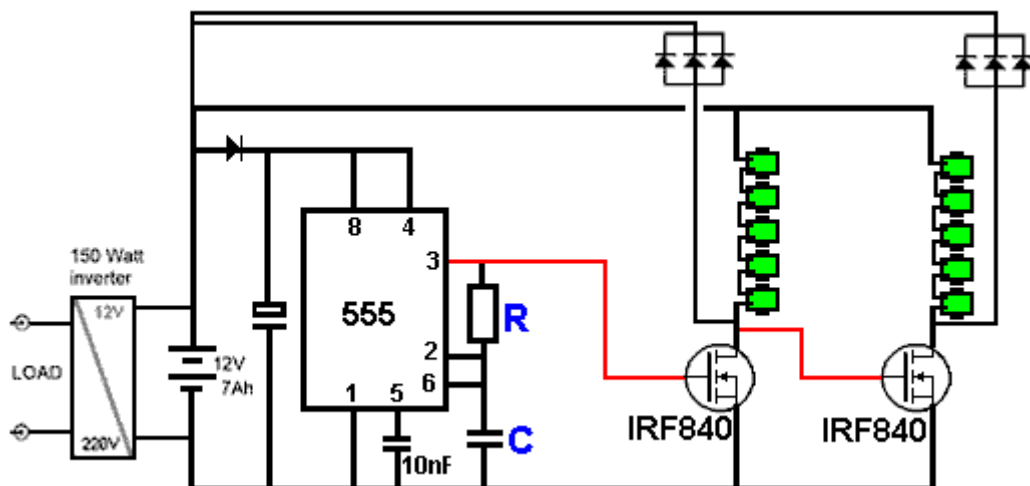 8 4
3
150 Watt
inverter
12V
555
R
LOAD
2
12V
6
7Ah
1 5
220V
10nF
C
IRF840
IRF840